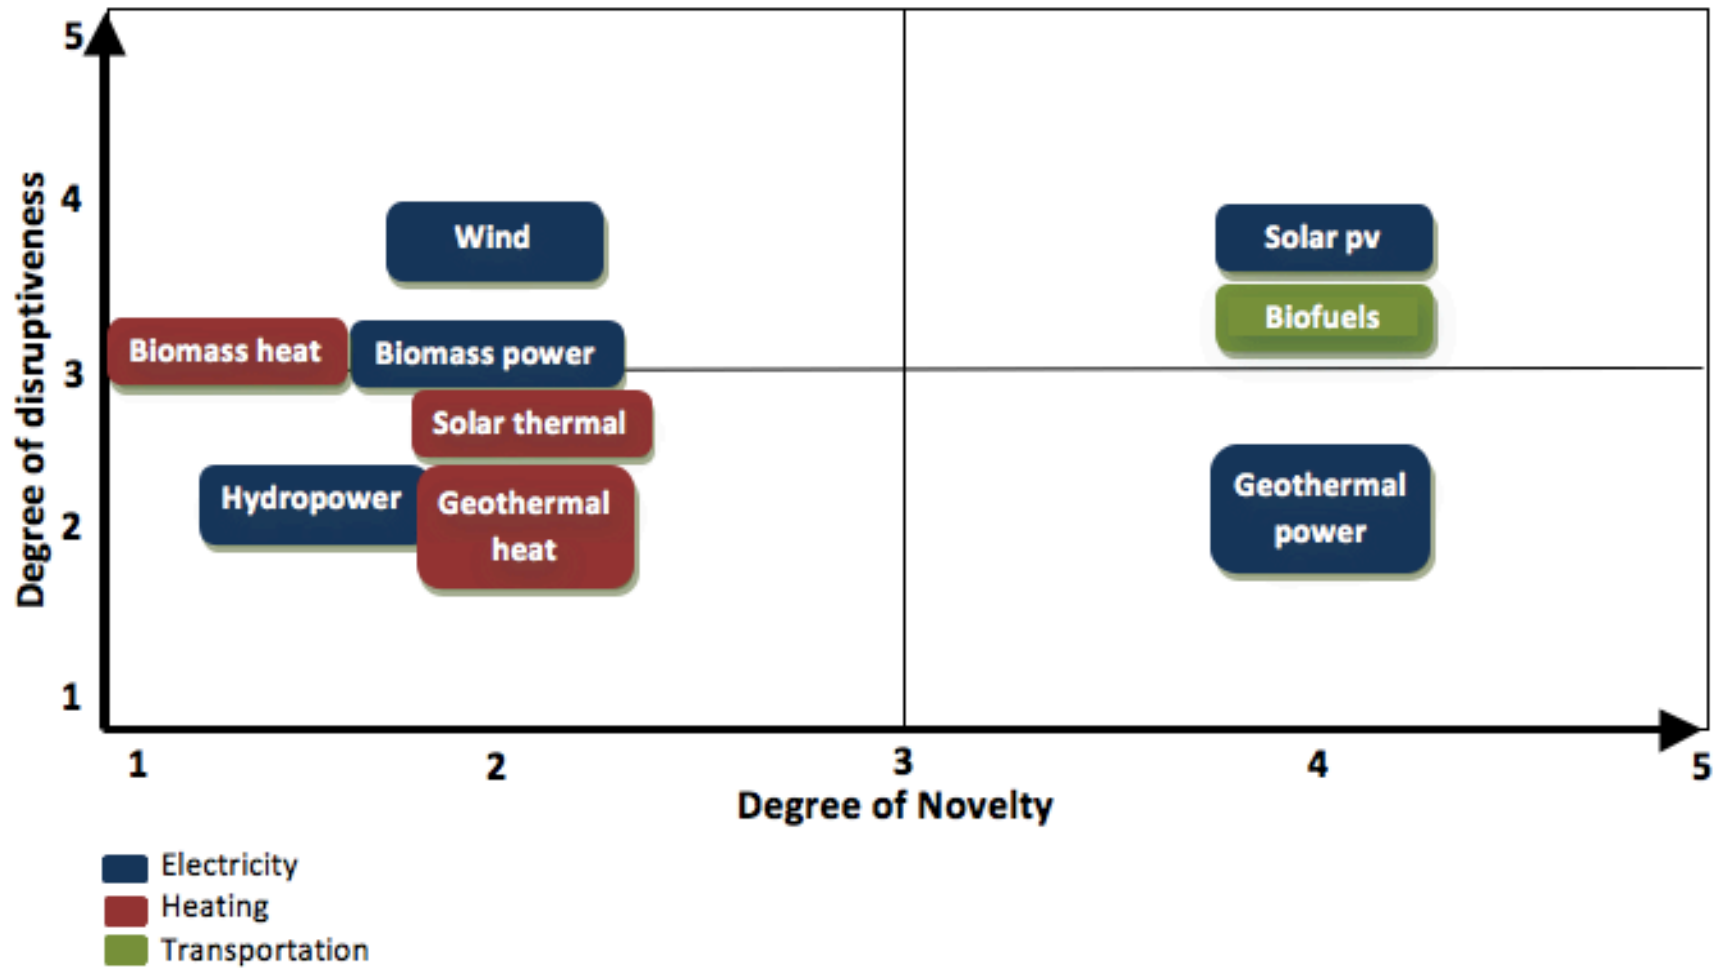 5
4
3
2
1
Degree of disruptiveness
Wind
Solar pv
Biofuels
Biomass heat
Biomass power
Solar thermal
Hydropower
Geothermal
heat
Geothermal
power
1
2
3
4
5
Degree of Novelty
Electricity
Heating
Transportation